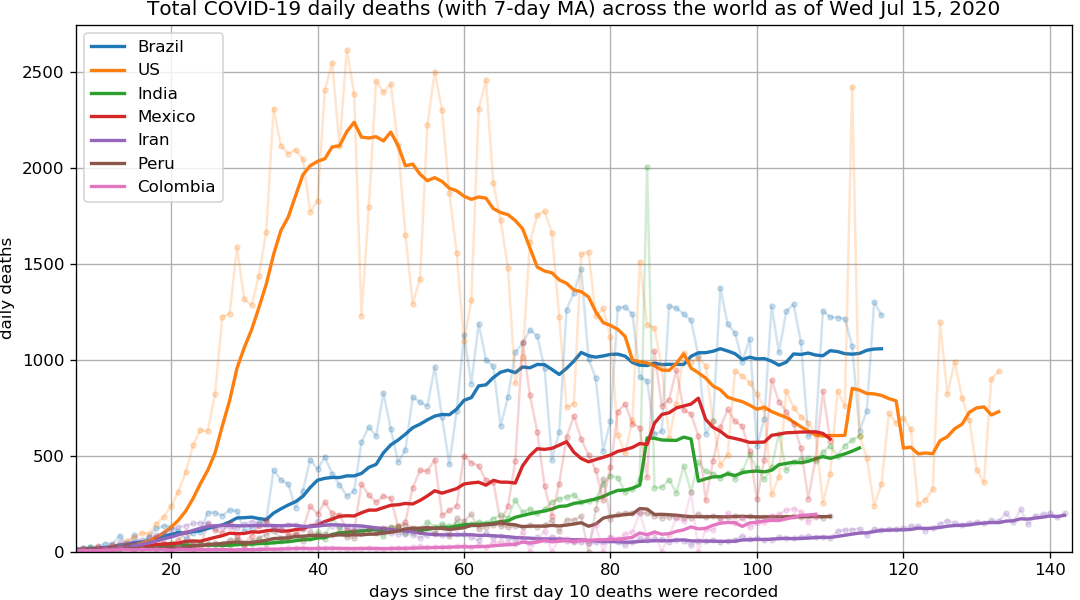 Total COVID-19 daily deaths (with 7-day MA) across the world as of Wed Jul 15, 2020
Brazil
US
India
Mexico
Iran
Peru
Colombia
2500
2000
1500
1000
500
0
daily deaths
20 40 60 80 100 120 140
days since the first day 10 deaths were recorded